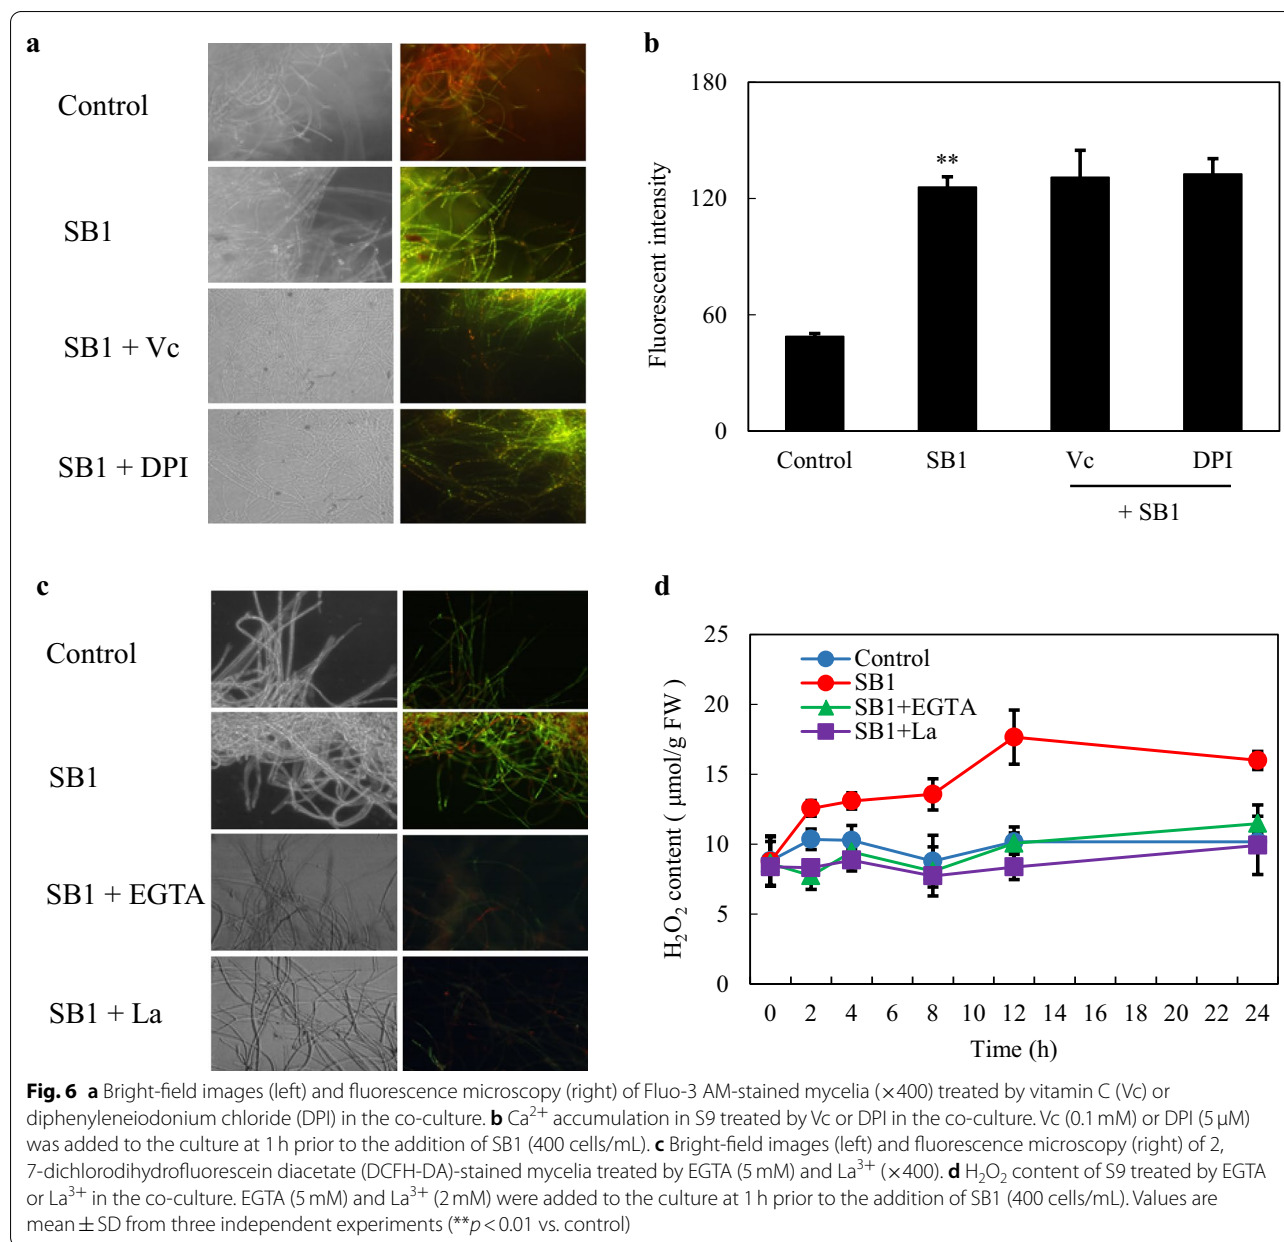 a
Control
SB1
SB1 + Vc
SB1 + DPI
b
180
120
60
0
Fluorescent intensity
**
Control
SB1
Vc
DPI
+ SB1
c
Control
SB1
SB1 + EGTA
SB1 + La
d
25
20
15
10
5
0
H₂O₂ content ( μmol/g FW )
Control
SB1
SB1+EGTA
SB1+La
0 2 4 8 10 12 14 16 18 20 22 24
Time (h)
Fig. 6 a Bright-field images (left) and fluorescence microscopy (right) of Fluo-3 AM-stained mycelia (×400) treated by vitamin C (Vc) or
diphenyleneiodonium chloride (DPI) in the co-culture. b Ca²⁺ accumulation in S9 treated by Vc or DPI in the co-culture. Vc (0.1 mM) or DPI (5 μM)
was added to the culture at 1 h prior to the addition of SB1 (400 cells/mL). c Bright-field images (left) and fluorescence microscopy (right) of 2,
7-dichlorodihydrofluorescein diacetate (DCFH-DA)-stained mycelia treated by EGTA (5 mM) and La³⁺ (×400). d H₂O₂ content of S9 treated by EGTA
or La³⁺ in the co-culture. EGTA (5 mM) and La³⁺ (2 mM) were added to the culture at 1 h prior to the addition of SB1 (400 cells/mL). Values are
mean ± SD from three independent experiments (**p < 0.01 vs. control)